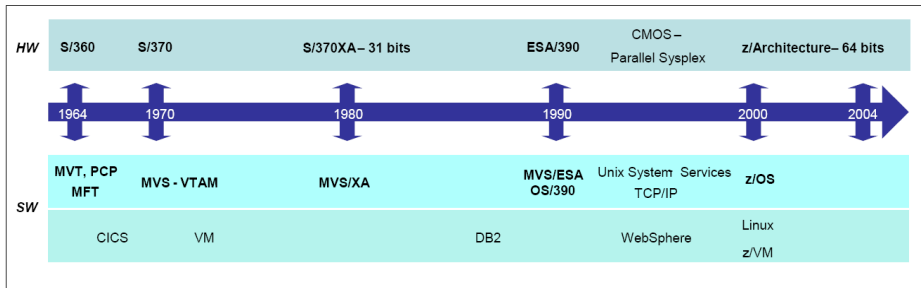 HW
S/360
S/370
S/370XA– 31 bits
ESA/390
CMOS –
Parallel Sysplex
z/Architecture– 64 bits
1964
1970
1980
1990
2000
2004
SW
MVT, PCP
MFT
MVS - VTAM
MVS/XA
MVS/ESA
OS/390
Unix System Services
TCP/IP
z/OS
CICS
VM
DB2
WebSphere
Linux
z/VM